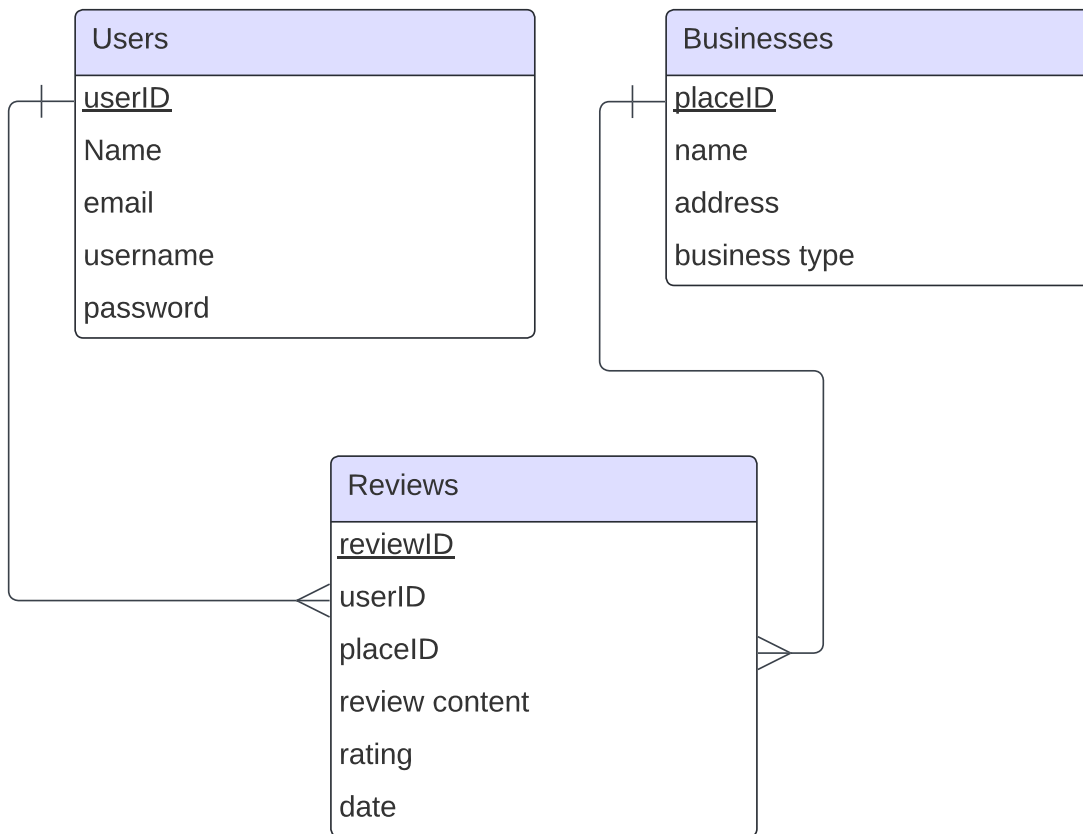 Users
userID
Name
email
username
password
Businesses
placeID
name
address
business type
Reviews
reviewID
userID
placeID
review content
rating
date